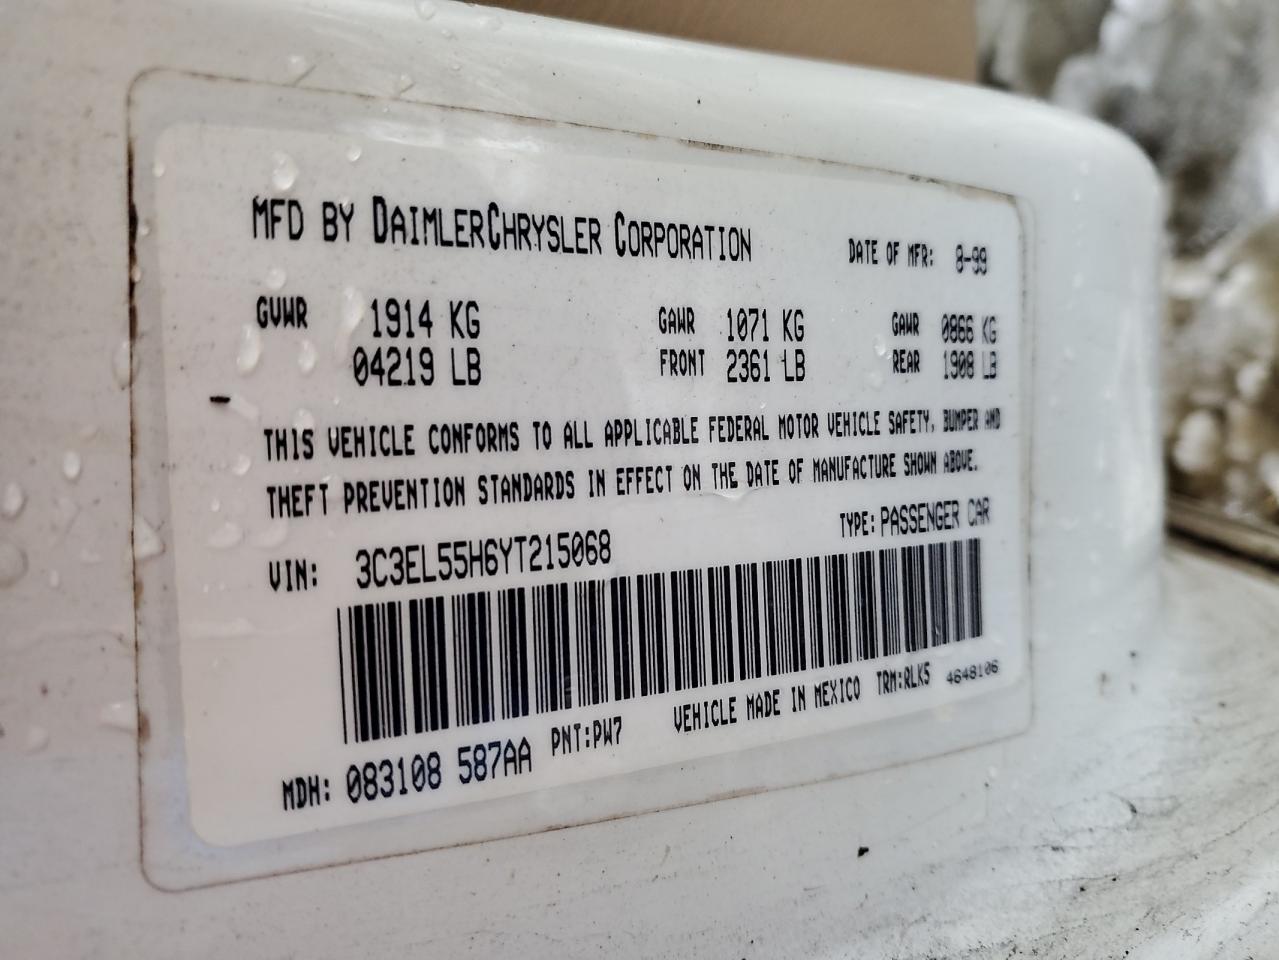 MFD BY DAIMLERCHRYSLER CORPORATION DATE OF MFR: 8-99
GVWR 1914 KG GAWR 1071 KG GAWR 0866 KG
04219 LB FRONT 2361 LB REAR 1908 LB
THIS VEHICLE CONFORMS TO ALL APPLICABLE FEDERAL MOTOR VEHICLE SAFETY, BUMPER AND
THEFT PREVENTION STANDARDS IN EFFECT ON THE DATE OF MANUFACTURE SHOWN ABOVE.
VIN: 3C3EL55H6YT215068 TYPE: PASSENGER CAR
MDH: 083108 587AA PNT:PW7 VEHICLE MADE IN MEXICO TRM:RLK5 4648106